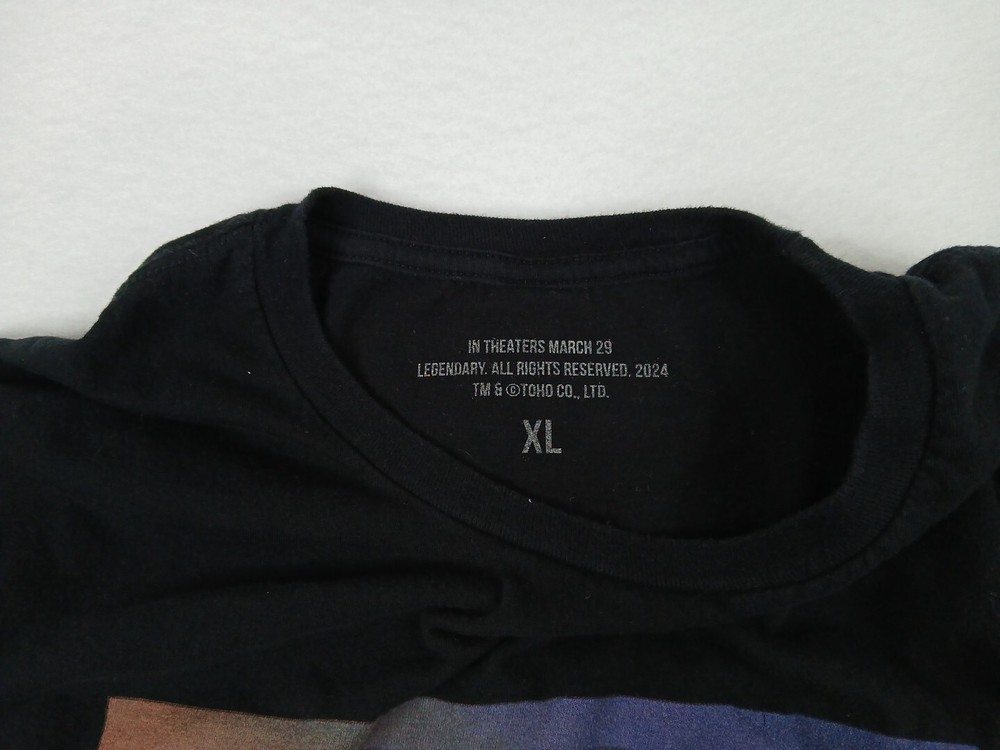 IN THEATERS MARCH 29
LEGENDARY. ALL RIGHTS RESERVED. 2024
TM & ©TOHO CO., LTD.
XL